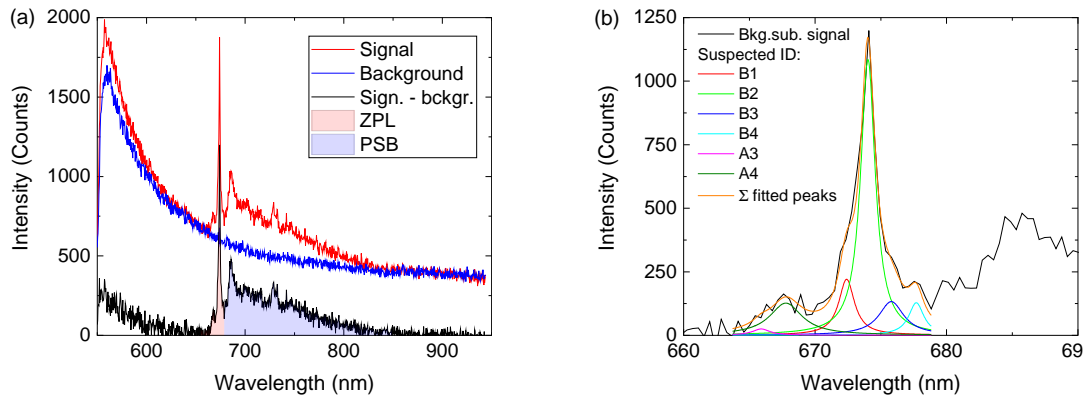 (a)
Intensity (Counts)
2000
1500
1000
500
0
Signal
Background
Sign. - bckgr.
ZPL
PSB
600
700
800
900
Wavelength (nm)
(b)
Intensity (Counts)
1250
1000
750
500
250
0
Bkg.sub. signal
Suspected ID:
B1
B2
B3
B4
A3
A4
Σ fitted peaks
660
670
680
69
Wavelength (nm)